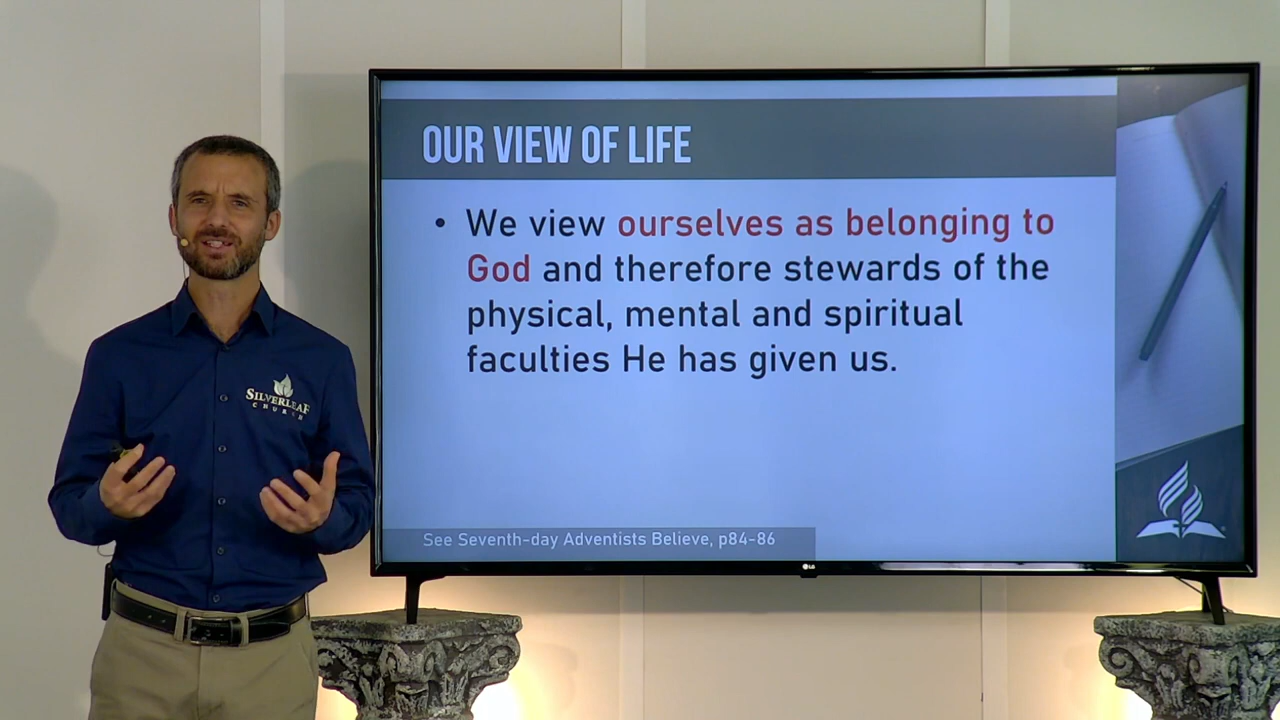 OUR VIEW OF LIFE
• We view ourselves as belonging to
God and therefore stewards of the
physical, mental and spiritual
faculties He has given us.
See Seventh-day Adventists Believe, p84-86
SILVERLEAF
CHURCH
LG